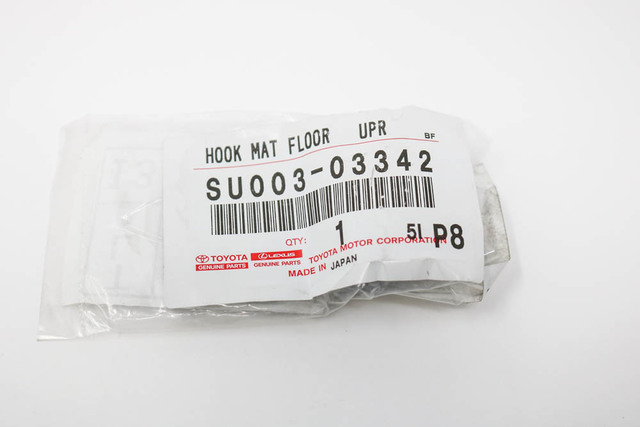 HOOK MAT FLOOR UPR BF
SU003-03342
QTY: 1 5I P8
TOYOTA LEXUS TOYOTA MOTOR CORPORATION
GENUINE PARTS GENUINE PARTS MADE IN JAPAN